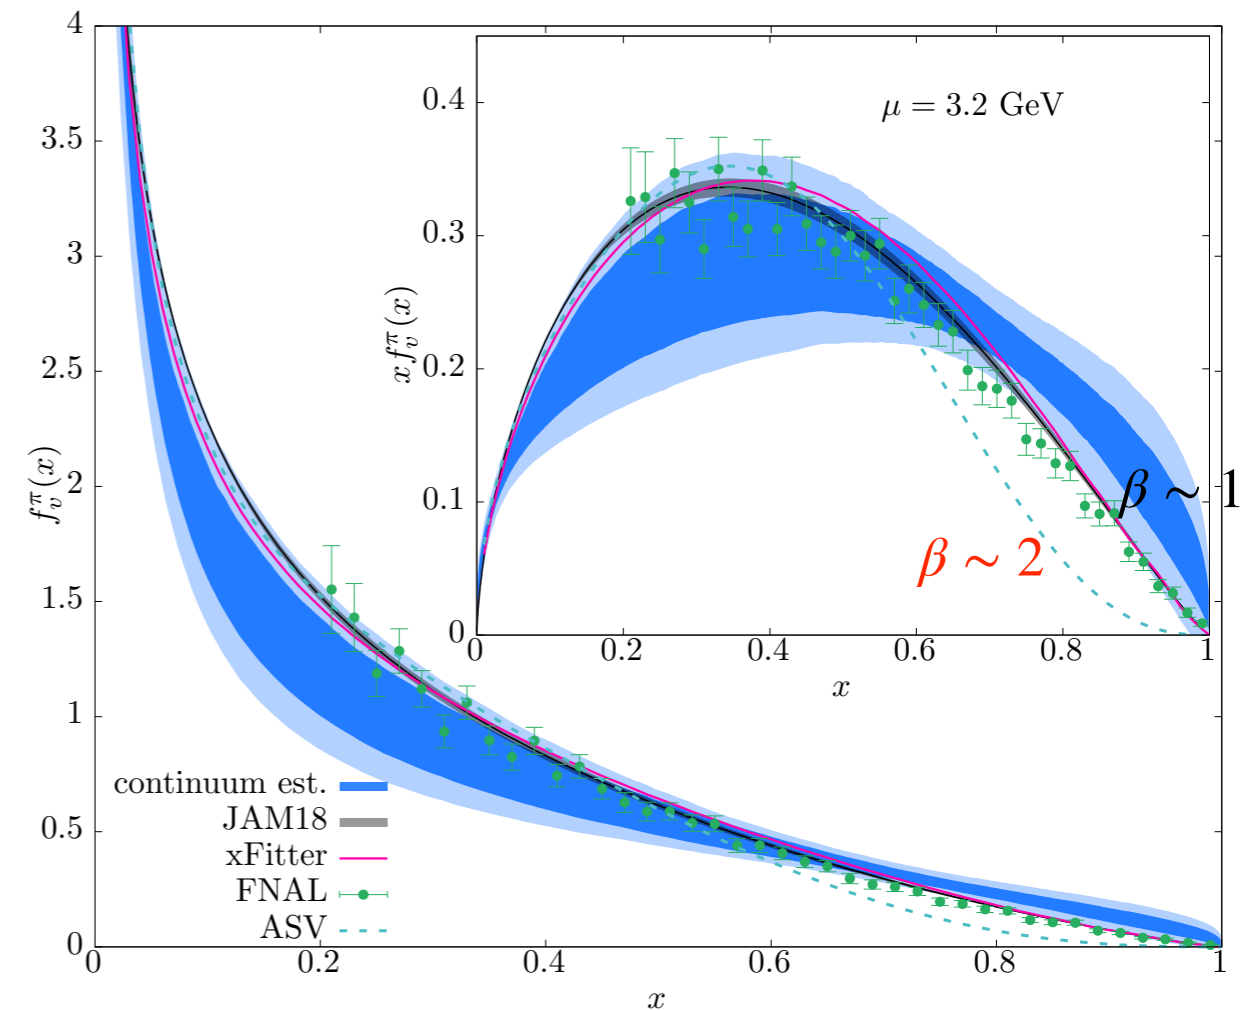 4
3.5
3
2.5
2
1.5
1
0.5
0
0 0.2 0.4 0.6 0.8 1
x
f_v^π(x)
0.4
0.3
0.2
0.1
0
0 0.2 0.4 0.6 0.8 1
x
xf_v^π(x)
μ = 3.2 GeV
β ∼ 1
β ∼ 2
continuum est.
JAM18
xFitter
FNAL
ASV